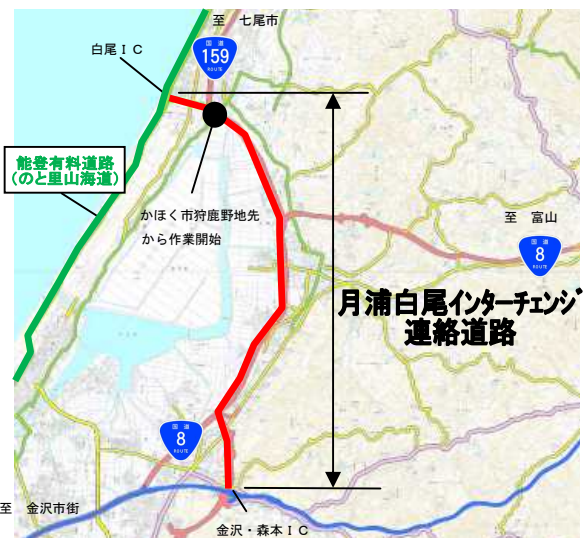 至 七尾市
白尾ＩＣ
国道
159
ROUTE
能登有料道路
(のと里山海道)
かほく市狩鹿野地先
から作業開始
至 富山
国道
8
ROUTE
月浦白尾インターチェンジ
連絡道路
国道
8
ROUTE
至 金沢市街
金沢・森本ＩＣ